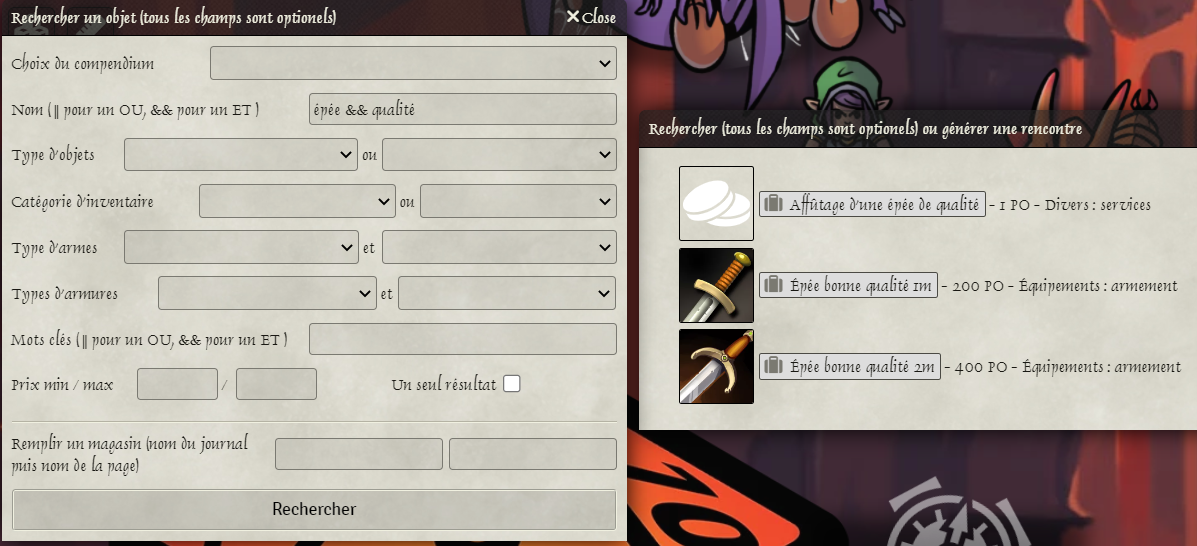 Rechercher un objet (tous les champs sont optionels)
Close
Choix du compendium
Nom ( || pour un OU, && pour un ET )
épée && qualité
Type d'objets
ou
Catégorie d'inventaire
ou
Type d'armes
et
Types d'armures
et
Mots clés ( || pour un OU, && pour un ET )
Prix min / max
/
Un seul résultat
Remplir un magasin (nom du journal
puis nom de la page)
Rechercher
Rechercher (tous les champs sont optionels) ou générer une rencontre
Affûtage d'une épée de qualité - 1 PO - Divers : services
Épée bonne qualité 1m - 200 PO - Équipements : armement
Épée bonne qualité 2m - 400 PO - Équipements : armement